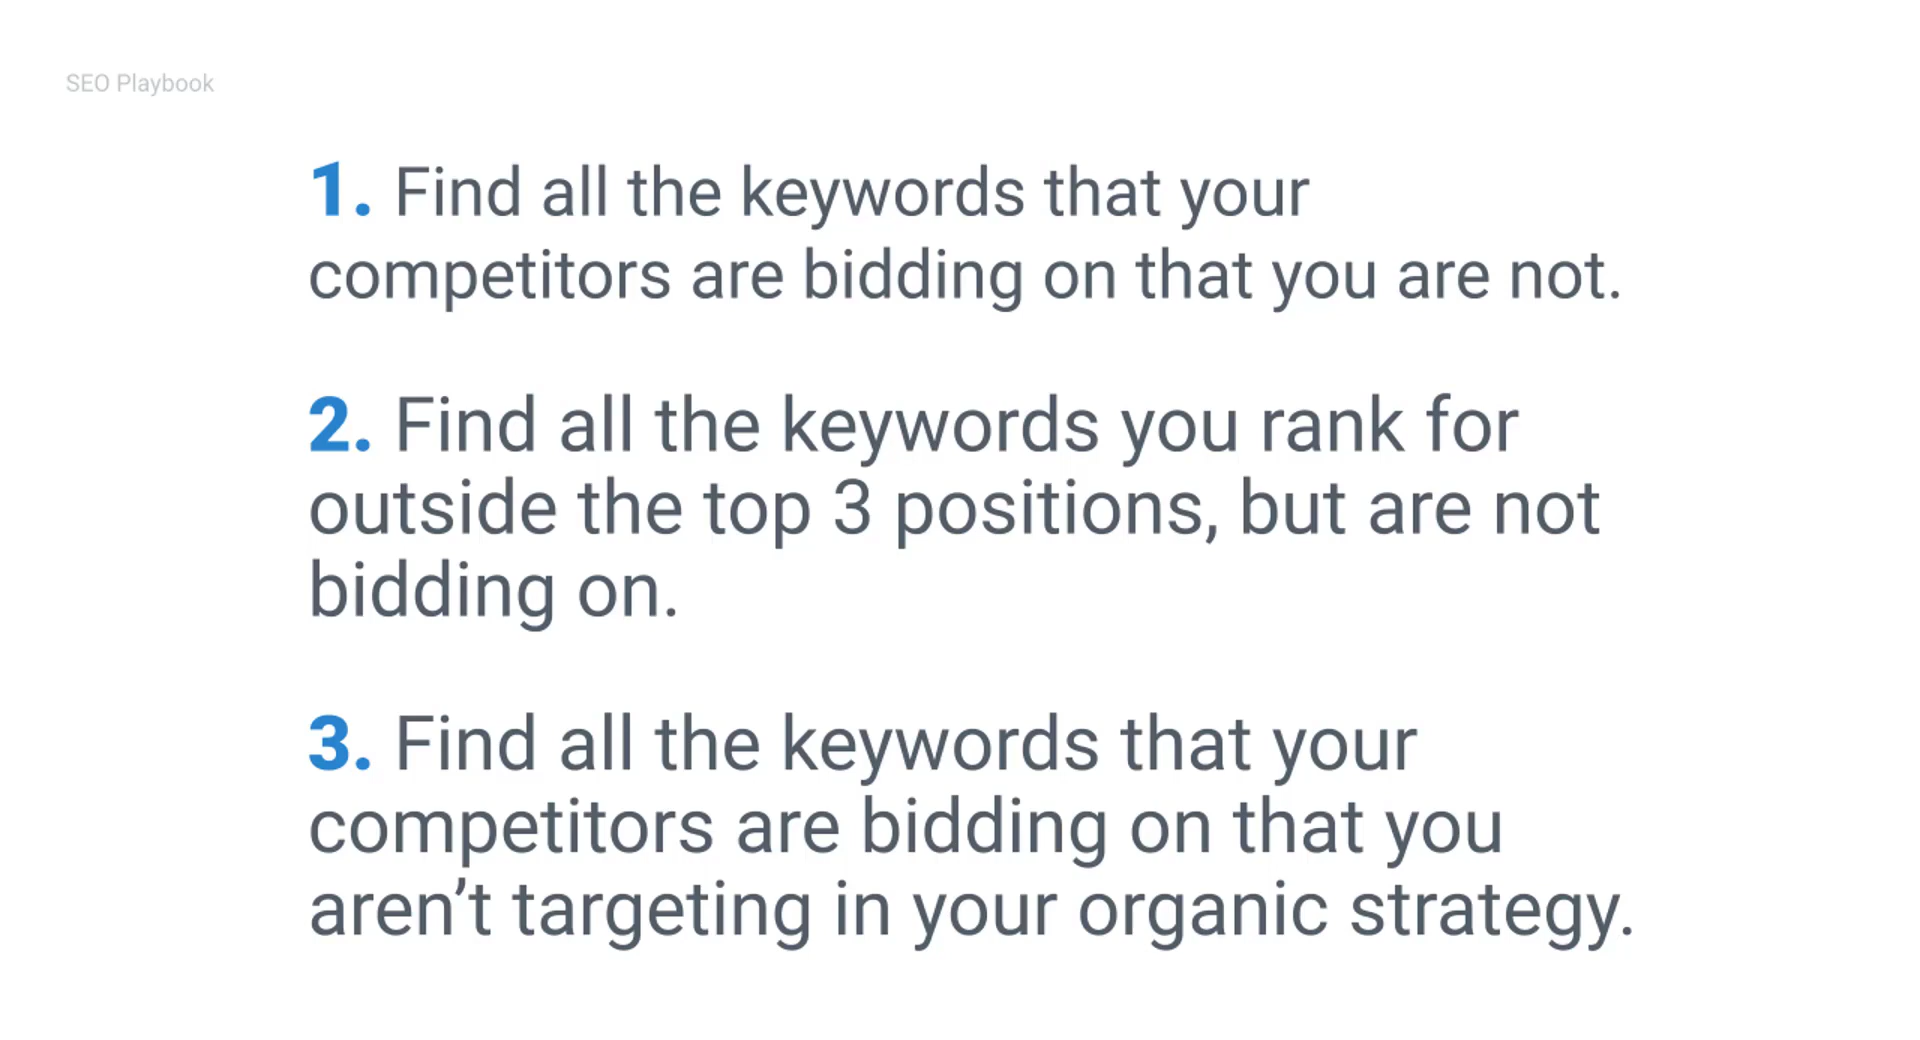 SEO Playbook
1. Find all the keywords that your
competitors are bidding on that you are not.
2. Find all the keywords you rank for
outside the top 3 positions, but are not
bidding on.
3. Find all the keywords that your
competitors are bidding on that you
aren’t targeting in your organic strategy.